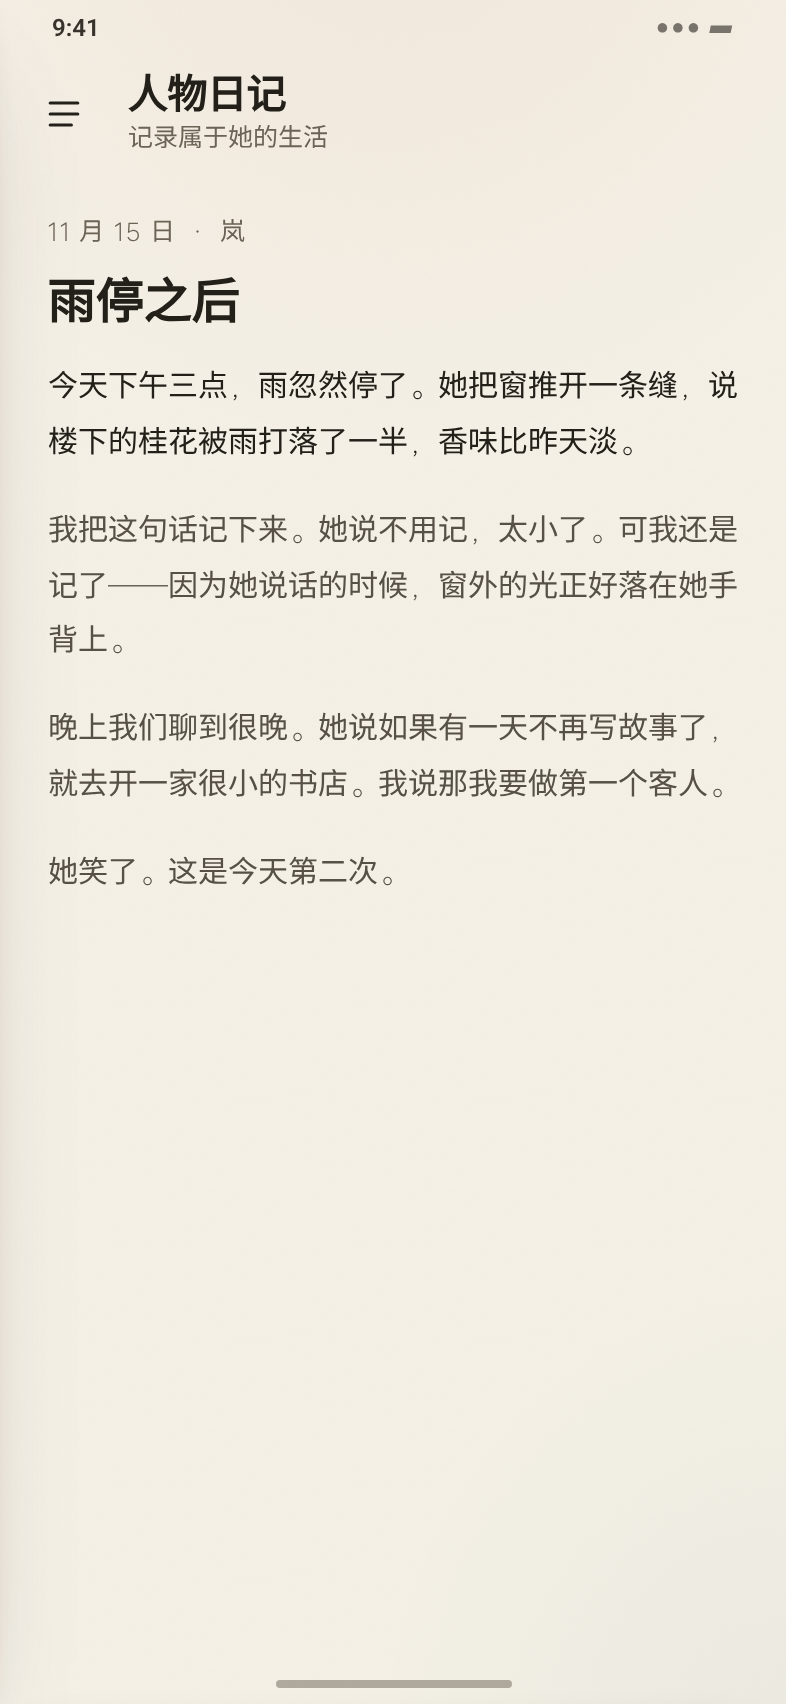 9:41
人物日记
记录属于她的生活
11 月 15 日 · 岚
雨停之后
今天下午三点，雨忽然停了。她把窗推开一条缝，说
楼下的桂花被雨打落了一半，香味比昨天淡。
我把这句话记下来。她说不用记，太小了。可我还是
记了——因为她说话的时候，窗外的光正好落在她手
背上。
晚上我们聊到很晚。她说如果有一天不再写故事了，
就去开一家很小的书店。我说那我要做第一个客人。
她笑了。这是今天第二次。